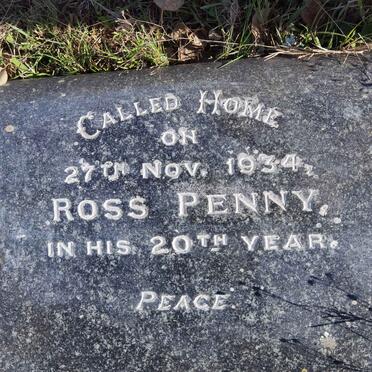 CALLED HOME
ON
27TH NOV. 1934,
ROSS PENNY.
IN HIS 20TH YEAR.
PEACE